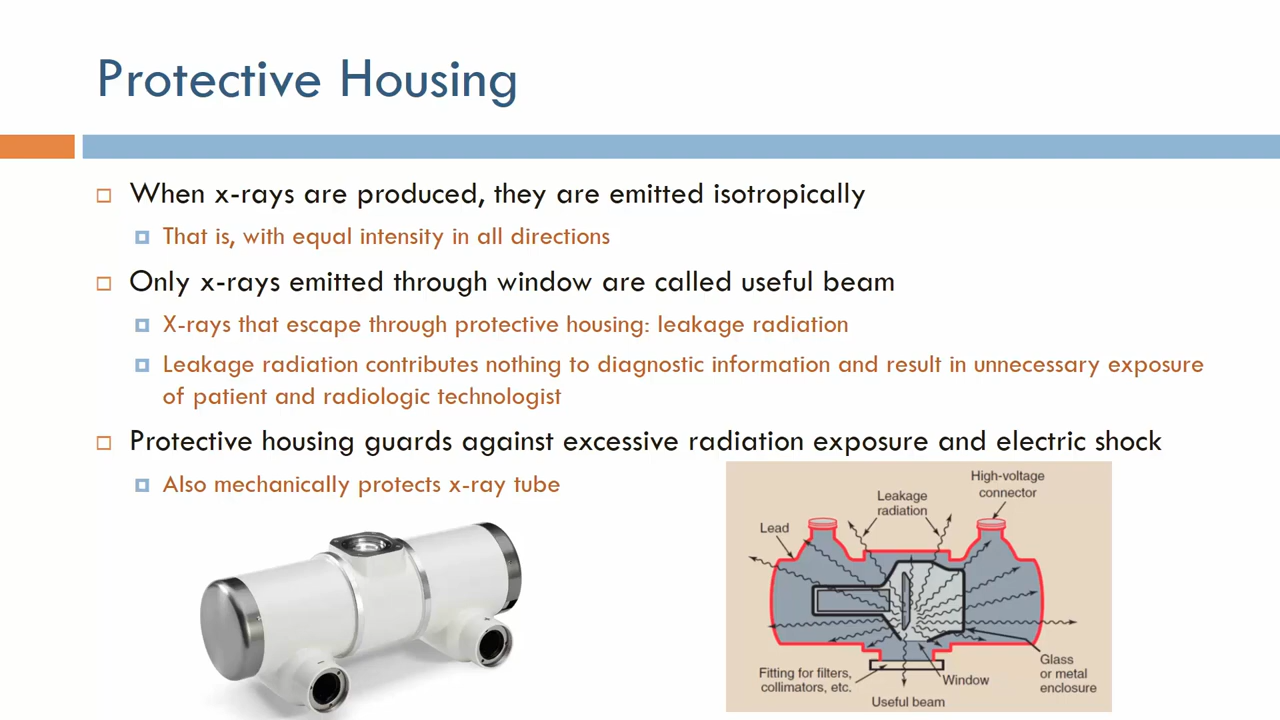 Protective Housing
When x-rays are produced, they are emitted isotropically
That is, with equal intensity in all directions
Only x-rays emitted through window are called useful beam
X-rays that escape through protective housing: leakage radiation
Leakage radiation contributes nothing to diagnostic information and result in unnecessary exposure
of patient and radiologic technologist
Protective housing guards against excessive radiation exposure and electric shock
Also mechanically protects x-ray tube
High-voltage
connector
Leakage
radiation
Lead
Glass
or metal
enclosure
Fitting for filters,
collimators, etc.
Window
Useful beam